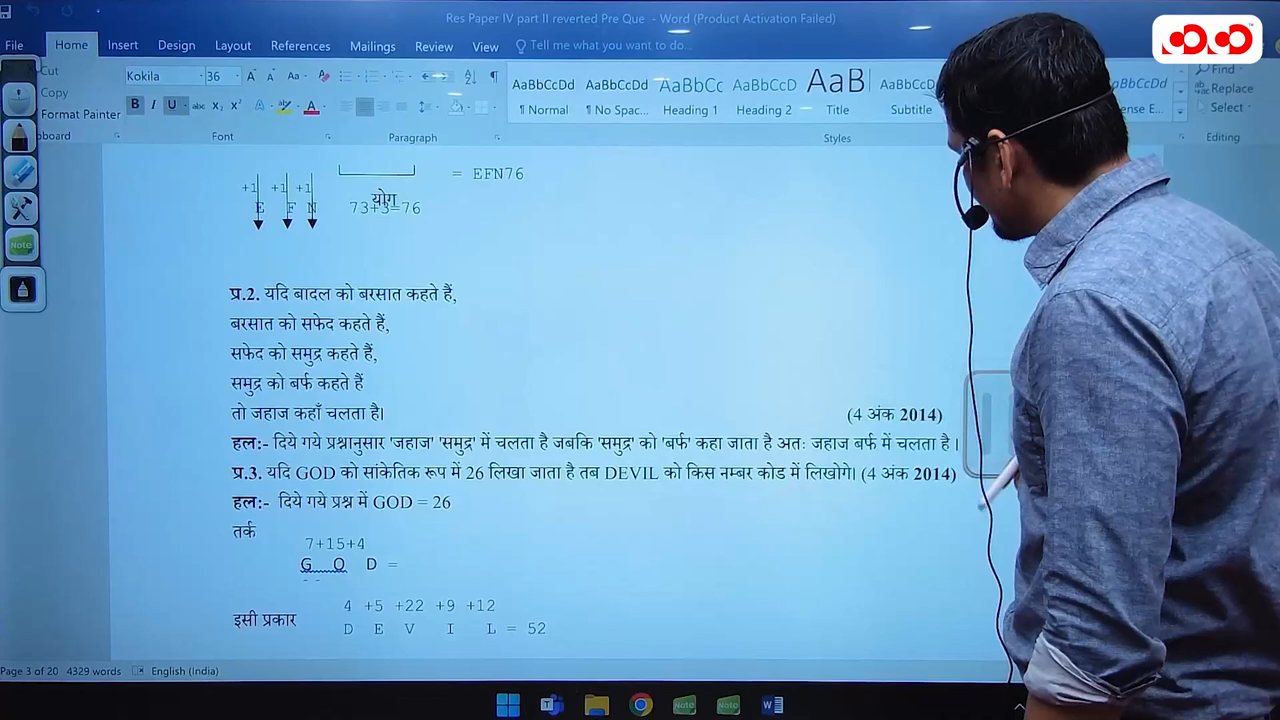 Res Paper IV part II reverted Pre Que - Word (Product Activation Failed)
File Home Insert Design Layout References Mailings Review View Tell me what you want to do...
Cut
Copy
Format Painter
Kokila 36
Font Paragraph Styles Editing
AaBbCcDd AaBbCcDd AaBbCc AaBbCcD AaB AaBbCcD
¶ Normal ¶ No Spac... Heading 1 Heading 2 Title Subtitle
Find
Replace
Select
+1 +1 +1
= EFN76
योग
E F N 73+3=76
प्र.2. यदि बादल को बरसात कहते हैं,
बरसात को सफेद कहते हैं,
सफेद को समुद्र कहते हैं,
समुद्र को बर्फ कहते हैं
तो जहाज कहाँ चलता है। (4 अंक 2014)
हल:- दिये गये प्रश्नानुसार 'जहाज' 'समुद्र' में चलता है जबकि 'समुद्र' को 'बर्फ' कहा जाता है अतः जहाज बर्फ में चलता है।
प्र.3. यदि GOD को सांकेतिक रूप में 26 लिखा जाता है तब DEVIL को किस नम्बर कोड में लिखोगे। (4 अंक 2014)
हल:- दिये गये प्रश्न में GOD = 26
तर्क
7+15+4
G O D =
इसी प्रकार
4 +5 +22 +9 +12
D E V I L = 52
Page 3 of 20 4329 words English (India)
Note